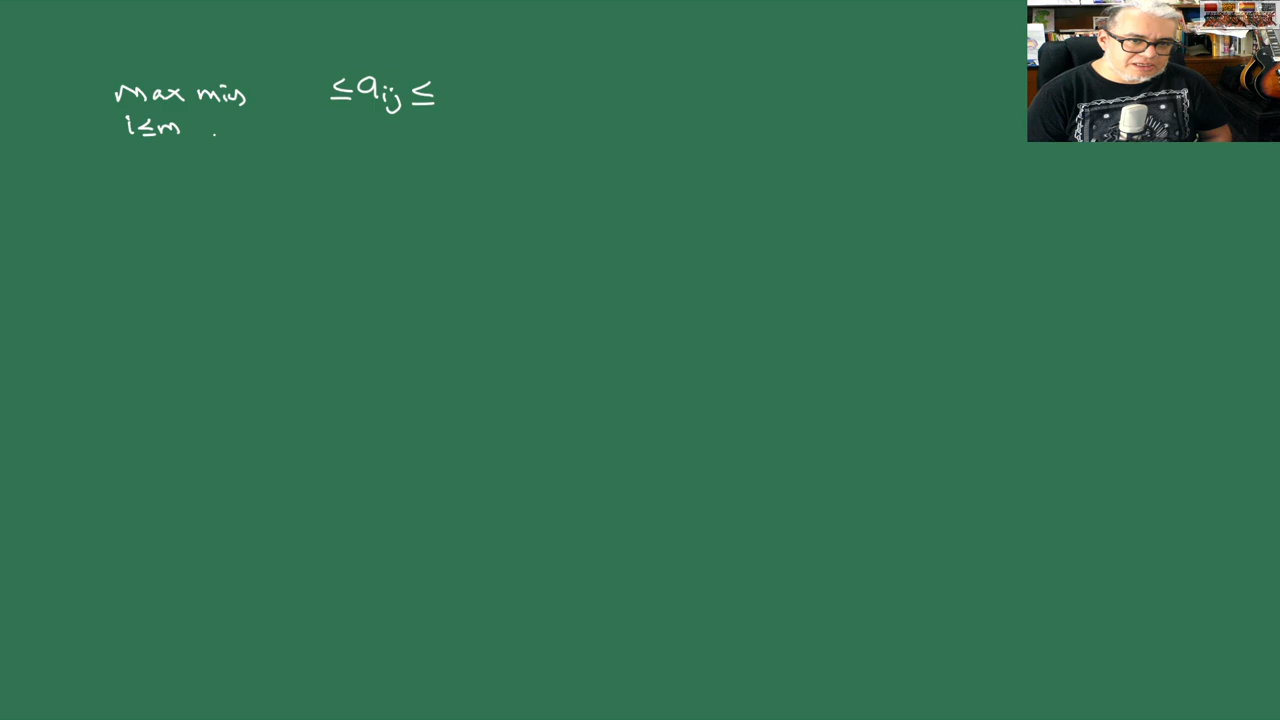 max min ≤ aij ≤
i≤m